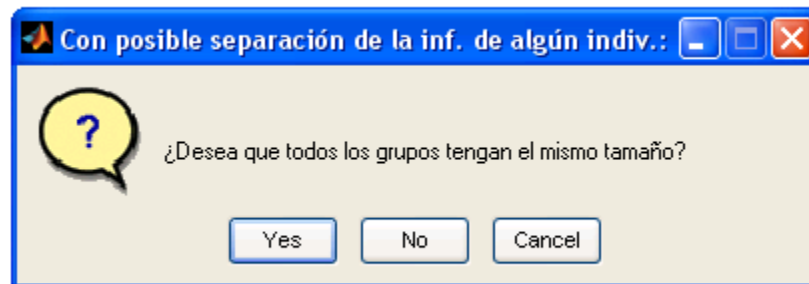 Con posible separación de la inf. de algún indiv.:
?
¿Desea que todos los grupos tengan el mismo tamaño?
Yes No Cancel